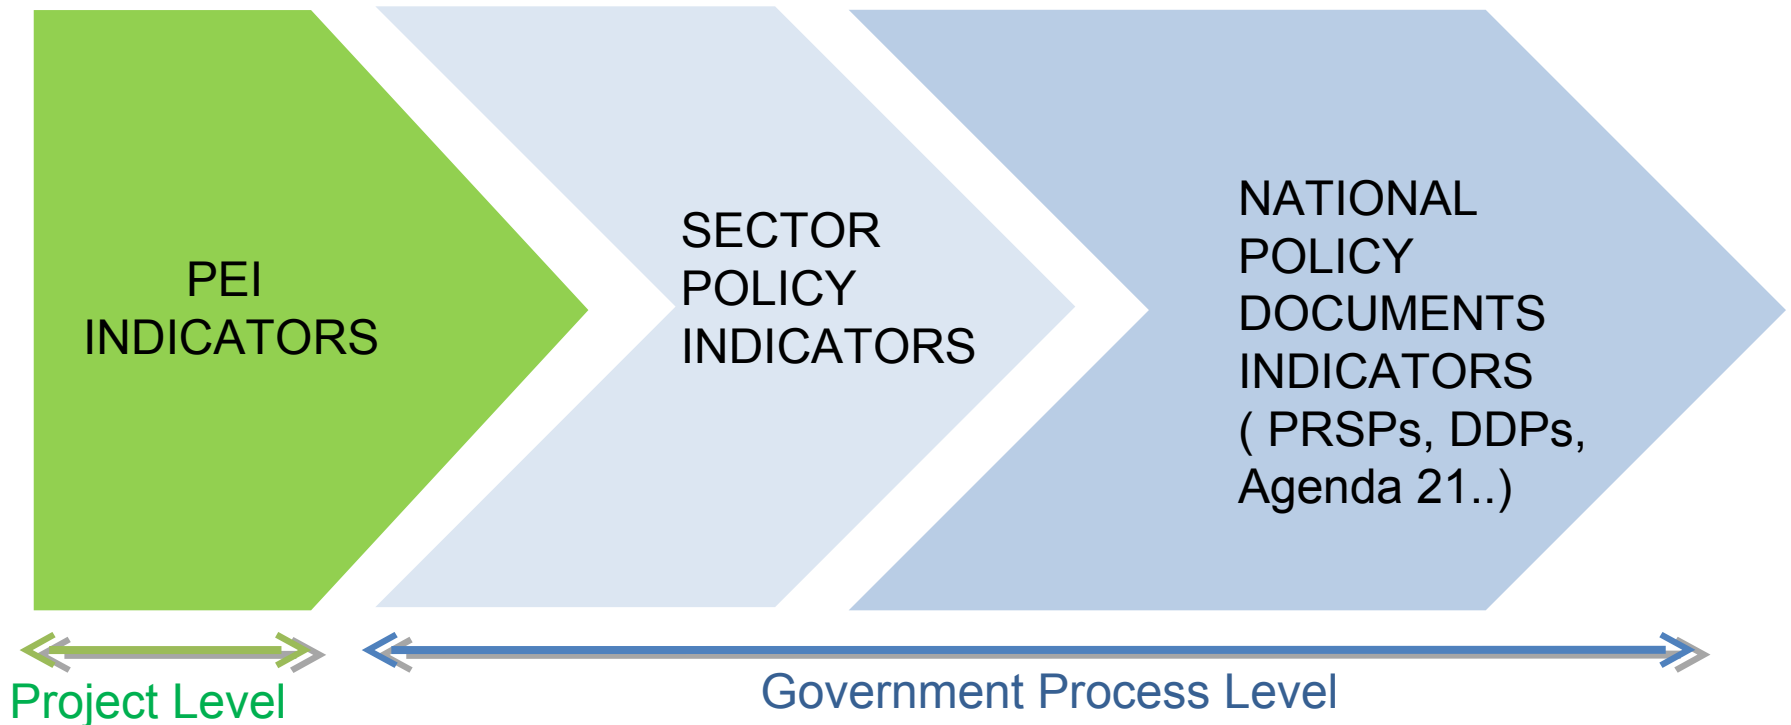 PEI
INDICATORS
SECTOR
POLICY
INDICATORS
NATIONAL
POLICY
DOCUMENTS
INDICATORS
( PRSPs, DDPs,
Agenda 21..)
Project Level
Government Process Level